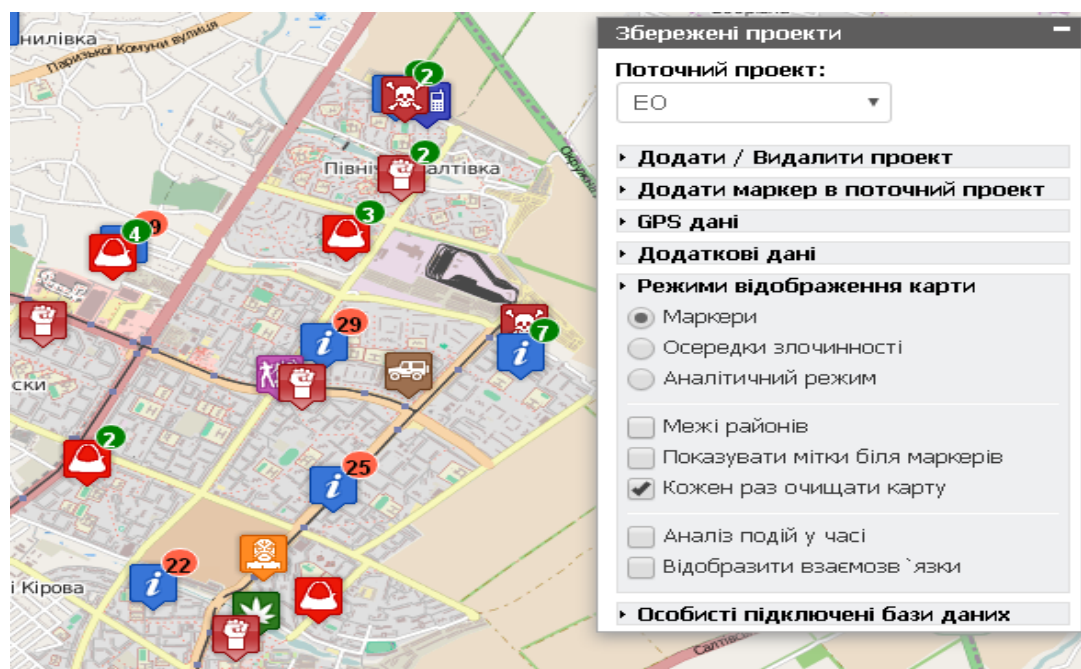 нилівка
Паризької Комуни вулиця
2
2
Північ
алтівка
3
4
9
29
7
ски
2
25
22
і Кірова
Збережені проекти
Поточний проект:
ЕО
Додати / Видалити проект
Додати маркер в поточний проект
GPS дані
Додаткові дані
Режими відображення карти
Маркери
Осередки злочинності
Аналітичний режим
Межі районів
Показувати мітки біля маркерів
Кожен раз очищати карту
Аналіз подій у часі
Відобразити взаємозв`язки
Особисті підключені бази даних